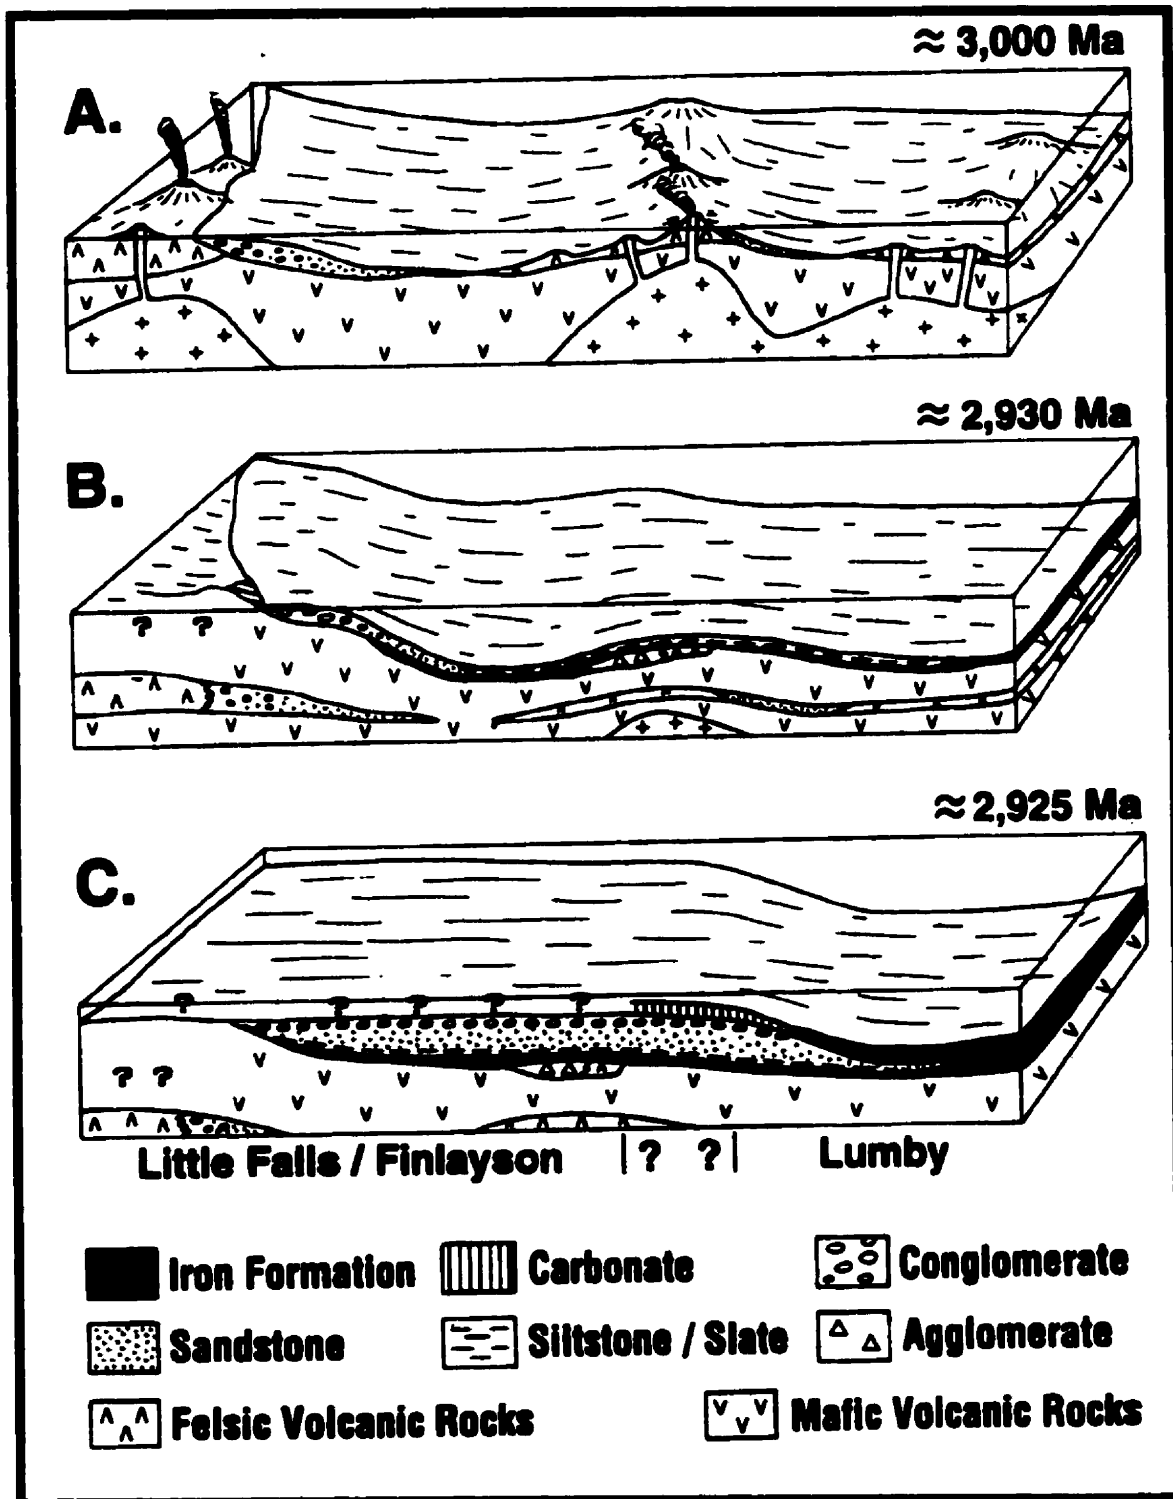 ≈ 3,000 Ma
A.
≈ 2,930 Ma
B.
? ?
≈ 2,925 Ma
C.
? ? ? ? ?
? ?
Little Falls / Finlayson | ? ? | Lumby
Iron Formation Carbonate Conglomerate
Sandstone Siltstone / Slate Agglomerate
Felsic Volcanic Rocks Mafic Volcanic Rocks